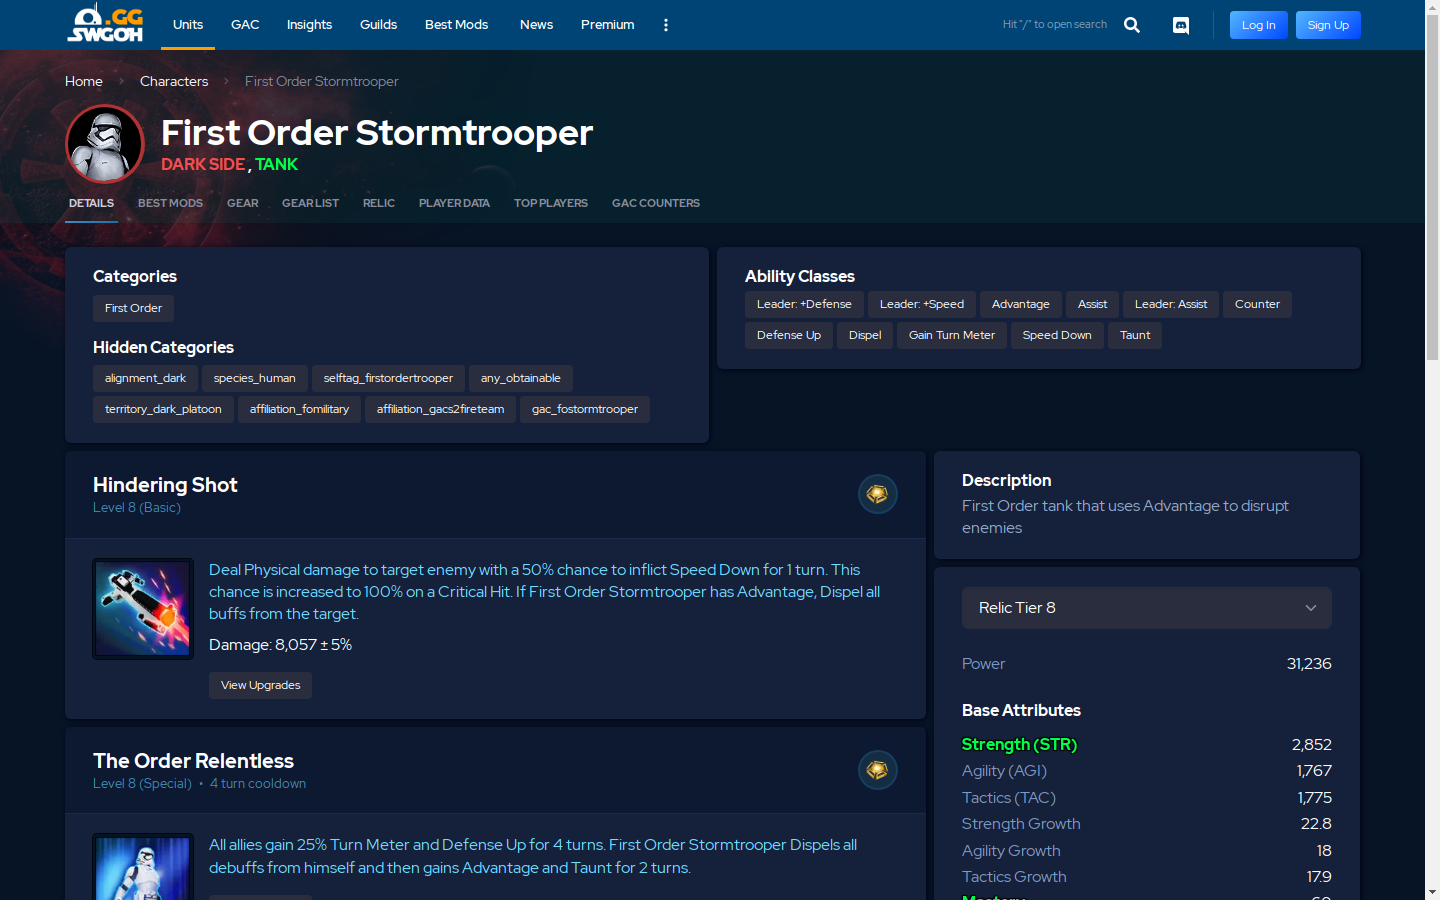 .GG
SWGOH
Units
GAC
Insights
Guilds
Best Mods
News
Premium
Hit "/" to open search
Log In
Sign Up
Home
Characters
First Order Stormtrooper
First Order Stormtrooper
DARK SIDE , TANK
DETAILS
BEST MODS
GEAR
GEAR LIST
RELIC
PLAYER DATA
TOP PLAYERS
GAC COUNTERS
Categories
First Order
Hidden Categories
alignment_dark species_human selftag_firstordertrooper any_obtainable
territory_dark_platoon affiliation_fomilitary affiliation_gacs2fireteam gac_fostormtrooper
Ability Classes
Leader: +Defense Leader: +Speed Advantage Assist Leader: Assist Counter
Defense Up Dispel Gain Turn Meter Speed Down Taunt
Hindering Shot
Level 8 (Basic)
Deal Physical damage to target enemy with a 50% chance to inflict Speed Down for 1 turn. This
chance is increased to 100% on a Critical Hit. If First Order Stormtrooper has Advantage, Dispel all
buffs from the target.
Damage: 8,057 ± 5%
View Upgrades
The Order Relentless
Level 8 (Special) • 4 turn cooldown
All allies gain 25% Turn Meter and Defense Up for 4 turns. First Order Stormtrooper Dispels all
debuffs from himself and then gains Advantage and Taunt for 2 turns.
Description
First Order tank that uses Advantage to disrupt
enemies
Relic Tier 8
Power 31,236
Base Attributes
Strength (STR) 2,852
Agility (AGI) 1,767
Tactics (TAC) 1,775
Strength Growth 22.8
Agility Growth 18
Tactics Growth 17.9